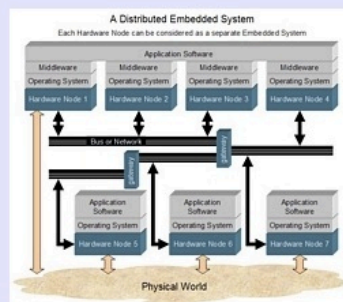 A Distributed Embedded System
Each Hardware Node can be considered as a separate Embedded System
Application Software
Middleware
Middleware
Middleware
Middleware
Operating System
Operating System
Operating System
Operating System
Hardware Node 1
Hardware Node 2
Hardware Node 3
Hardware Node 4
Bus or Network
gateway
gateway
Application
Software
Application
Software
Application
Software
Operating System
Operating System
Operating System
Hardware Node 5
Hardware Node 6
Hardware Node 7
Physical World